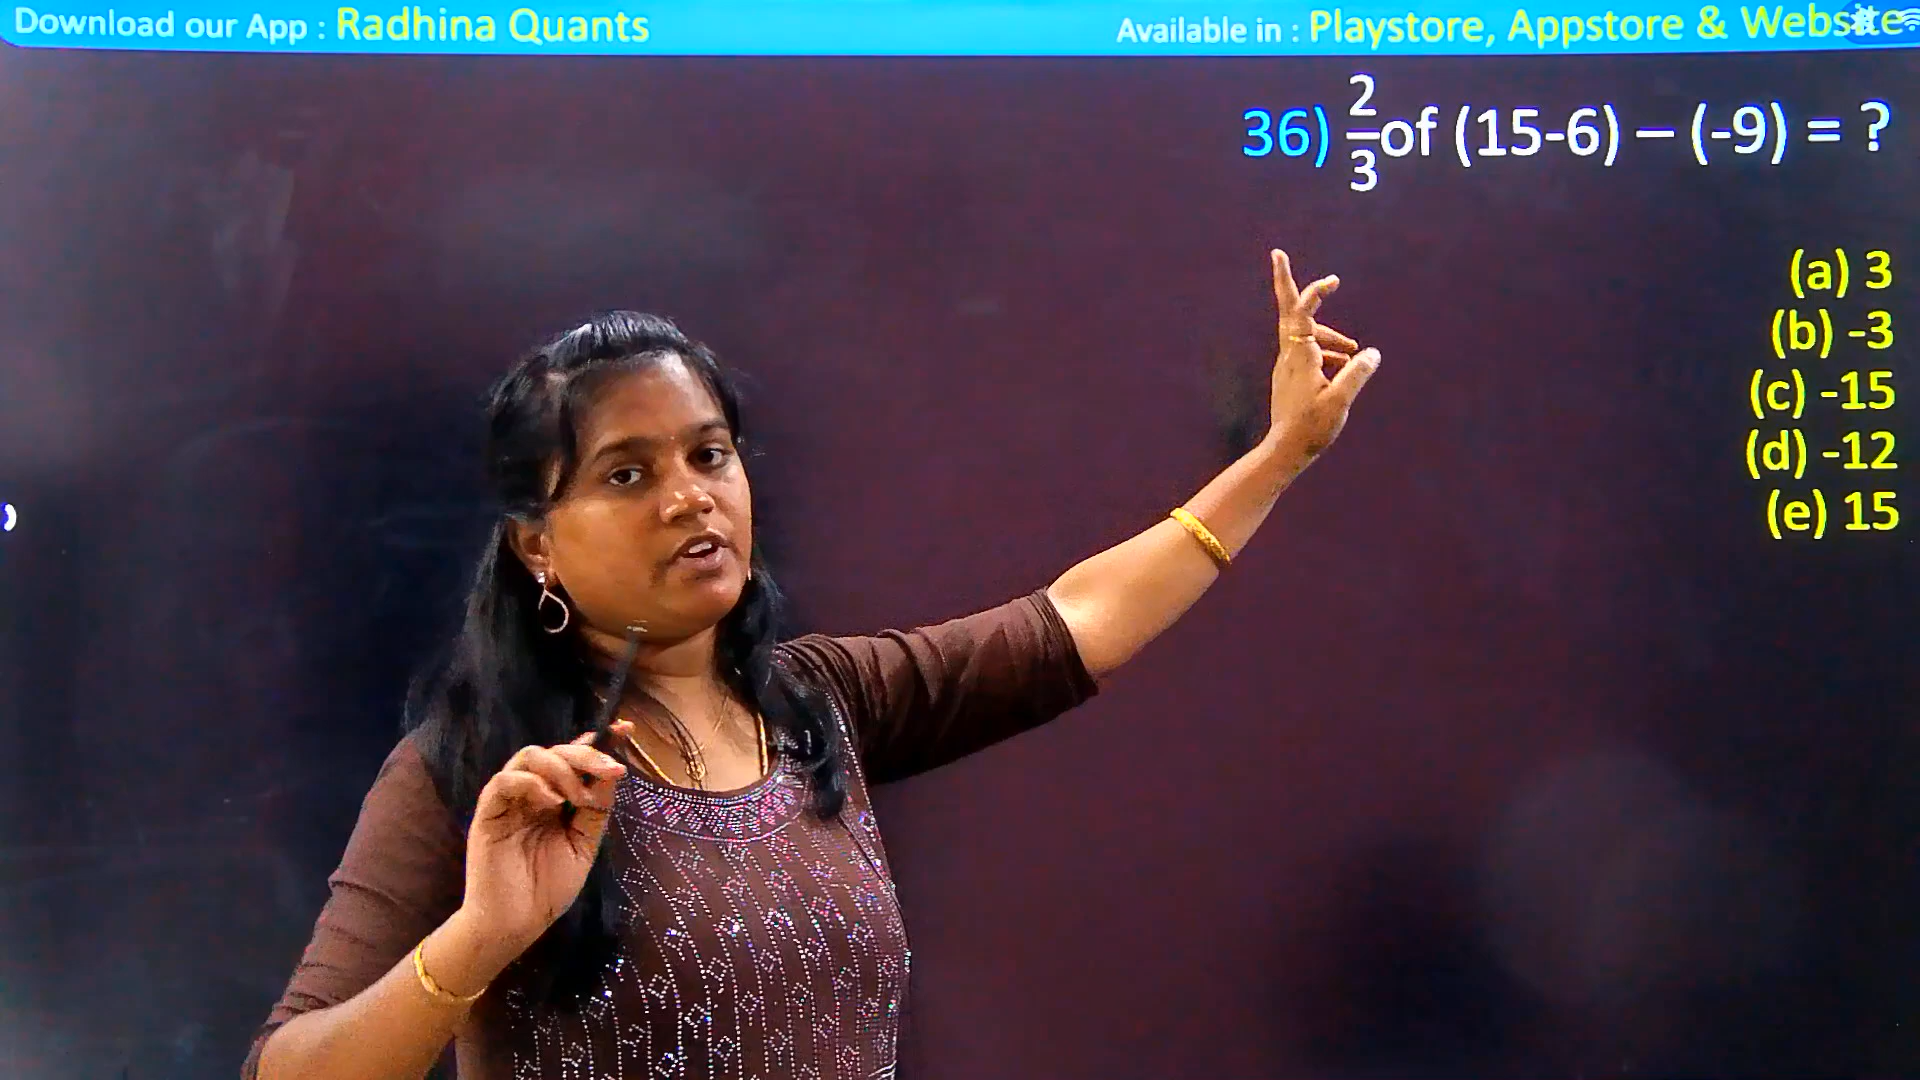 Download our App : Radhina Quants
Available in : Playstore, Appstore & Website
36) 2/3 of (15-6) – (-9) = ?
(a) 3
(b) -3
(c) -15
(d) -12
(e) 15